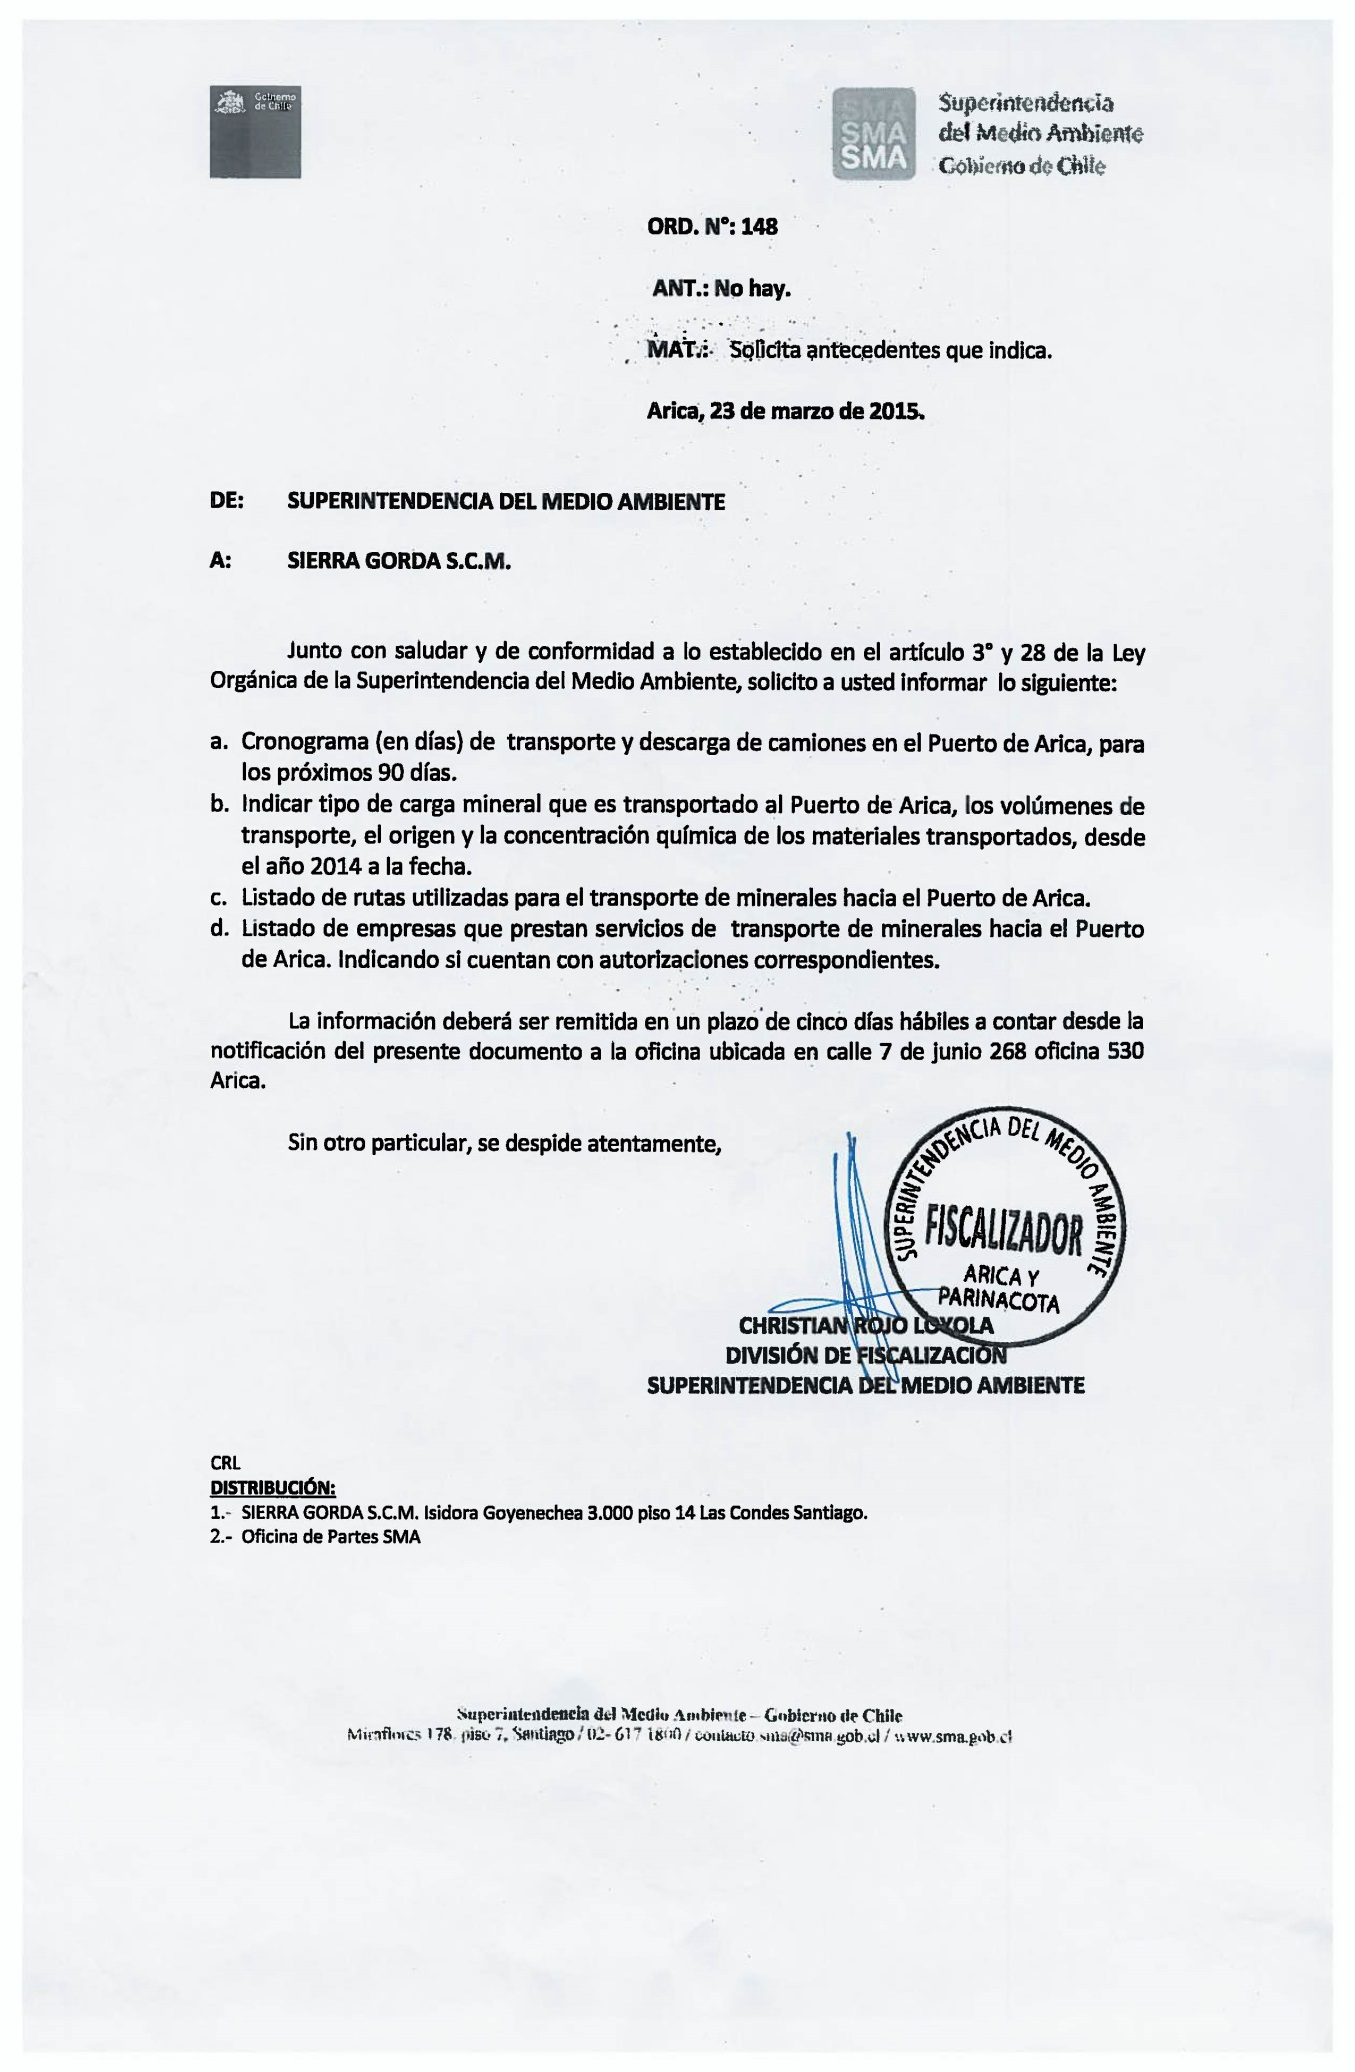 Gobierno
de Chile
SMA
SMA
SMA
Superintendencia
del Medio Ambiente
Gobierno de Chile
ORD. N°: 148
ANT.: No hay.
MAT.: Solicita antecedentes que indica.
Arica, 23 de marzo de 2015.
DE: SUPERINTENDENCIA DEL MEDIO AMBIENTE
A: SIERRA GORDA S.C.M.
Junto con saludar y de conformidad a lo establecido en el artículo 3° y 28 de la Ley
Orgánica de la Superintendencia del Medio Ambiente, solicito a usted informar lo siguiente:
a. Cronograma (en días) de transporte y descarga de camiones en el Puerto de Arica, para
los próximos 90 días.
b. Indicar tipo de carga mineral que es transportado al Puerto de Arica, los volúmenes de
transporte, el origen y la concentración química de los materiales transportados, desde
el año 2014 a la fecha.
c. Listado de rutas utilizadas para el transporte de minerales hacia el Puerto de Arica.
d. Listado de empresas que prestan servicios de transporte de minerales hacia el Puerto
de Arica. Indicando si cuentan con autorizaciones correspondientes.
La información deberá ser remitida en un plazo de cinco días hábiles a contar desde la
notificación del presente documento a la oficina ubicada en calle 7 de junio 268 oficina 530
Arica.
Sin otro particular, se despide atentamente,
SUPERINTENDENCIA DEL MEDIO AMBIENTE
FISCALIZADOR
ARICA Y
PARINACOTA
CHRISTIAN ROJO LOYOLA
DIVISIÓN DE FISCALIZACIÓN
SUPERINTENDENCIA DEL MEDIO AMBIENTE
CRL
DISTRIBUCIÓN:
1.- SIERRA GORDA S.C.M. Isidora Goyenechea 3.000 piso 14 Las Condes Santiago.
2.- Oficina de Partes SMA
Superintendencia del Medio Ambiente – Gobierno de Chile
Miraflores 178, piso 7, Santiago / 02- 617 1800 / contacto.sma@sma.gob.cl / www.sma.gob.cl